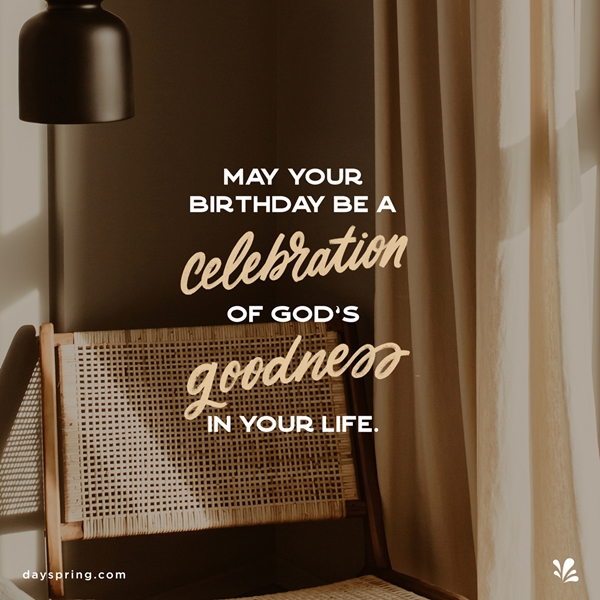 MAY YOUR
BIRTHDAY BE A
celebration
OF GOD'S
goodness
IN YOUR LIFE.
dayspring.com